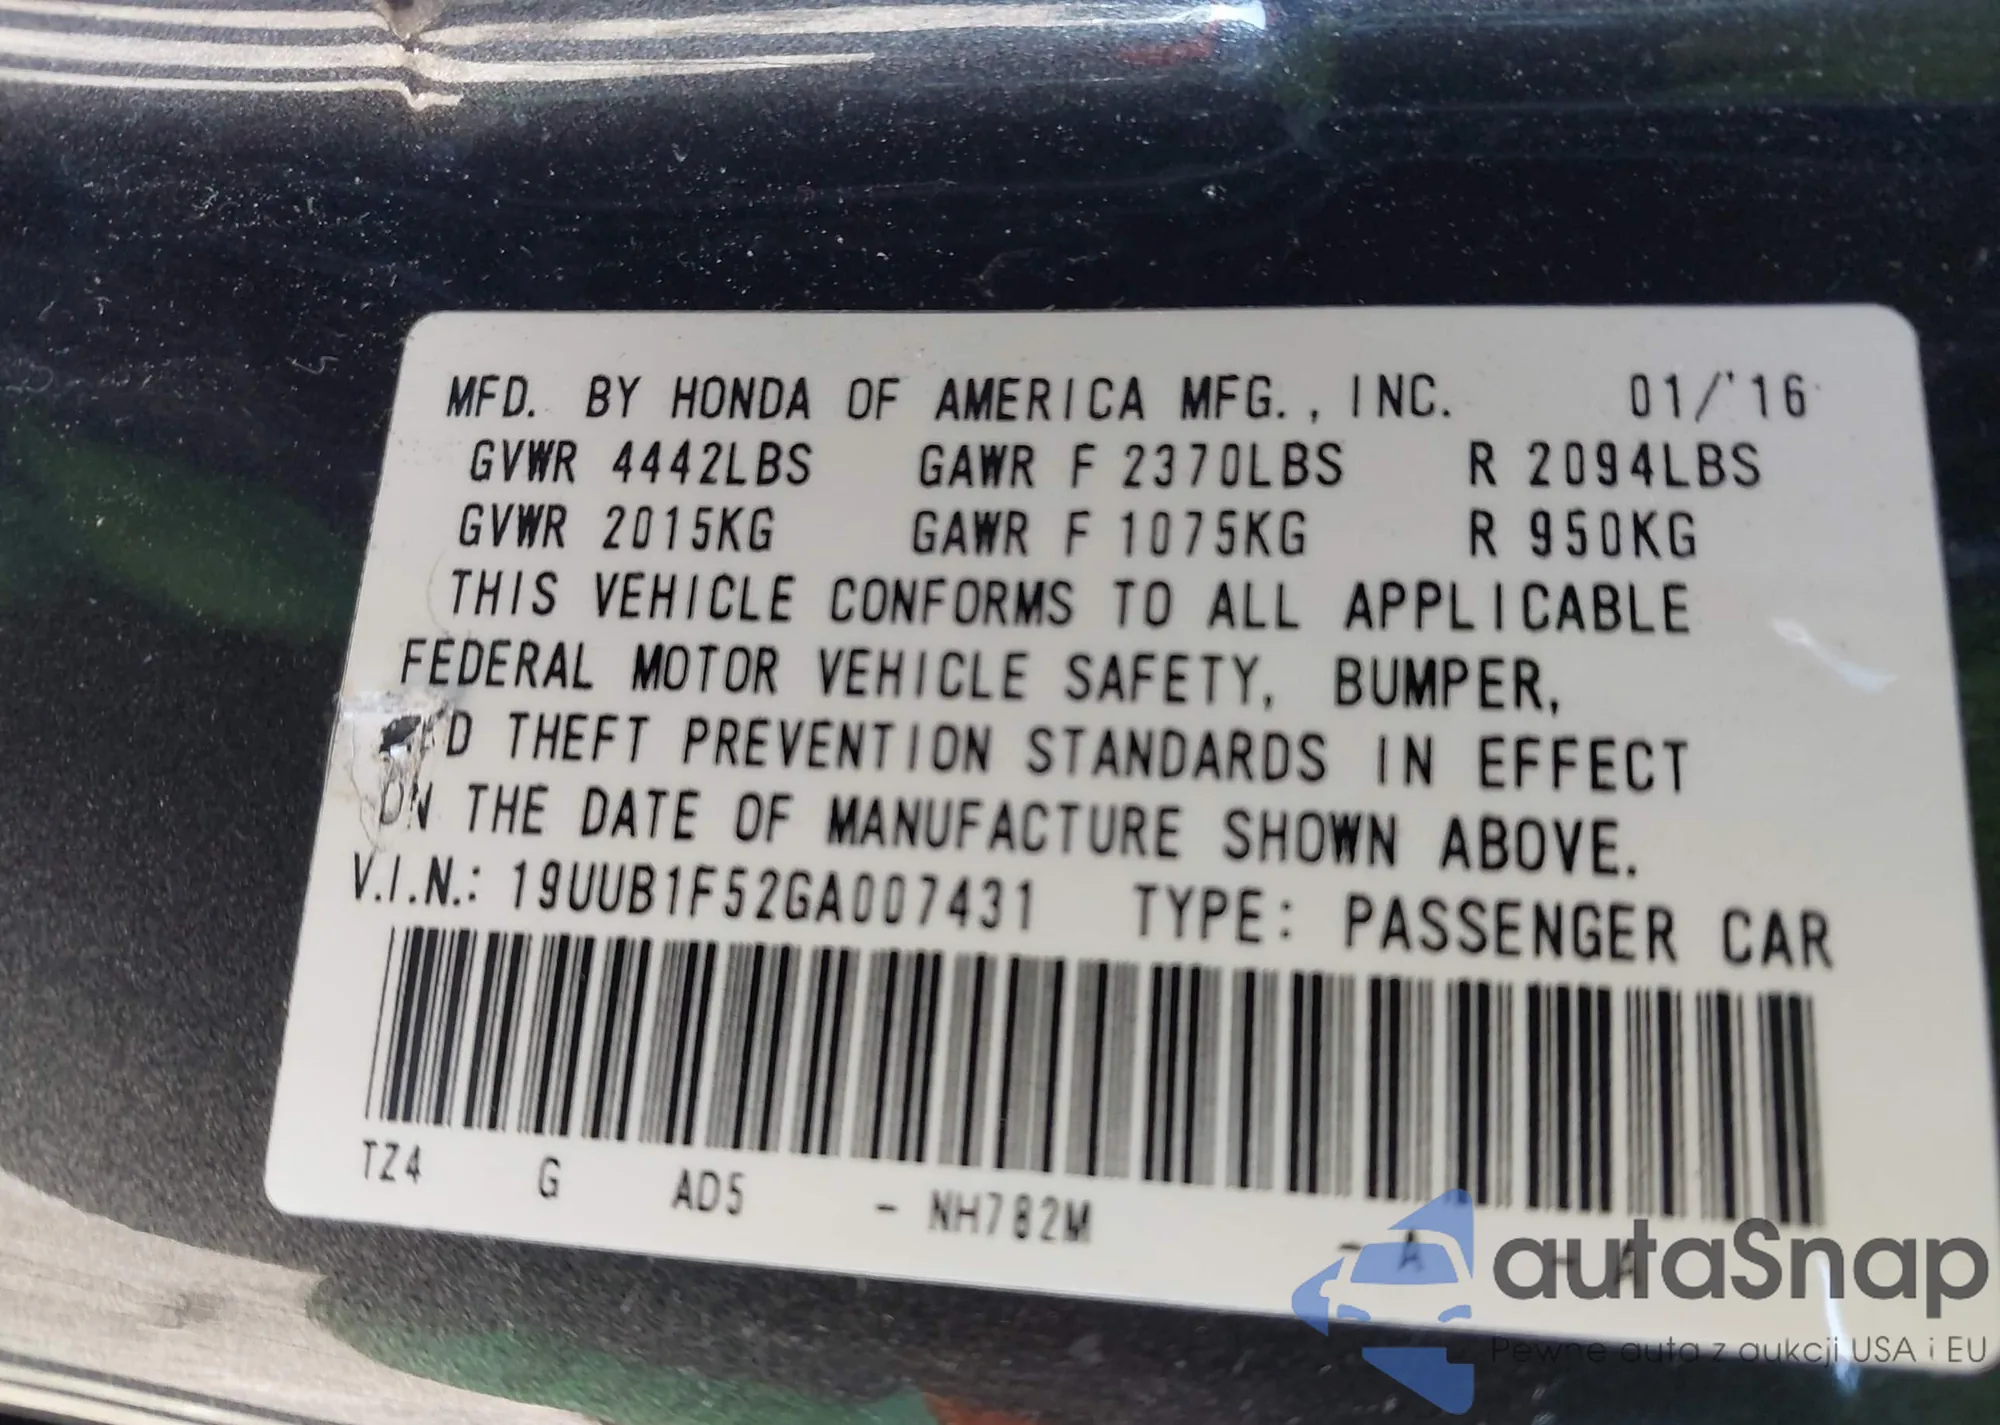 MFD. BY HONDA OF AMERICA MFG., INC. 01/'16
GVWR 4442LBS GAWR F 2370LBS R 2094LBS
GVWR 2015KG GAWR F 1075KG R 950KG
THIS VEHICLE CONFORMS TO ALL APPLICABLE
FEDERAL MOTOR VEHICLE SAFETY, BUMPER,
AND THEFT PREVENTION STANDARDS IN EFFECT
ON THE DATE OF MANUFACTURE SHOWN ABOVE.
V.I.N.: 19UUB1F52GA007431 TYPE: PASSENGER CAR
TZ4 G AD5 - NH782M - A - A
autaSnap
Pewne auta z aukcji USA i EU